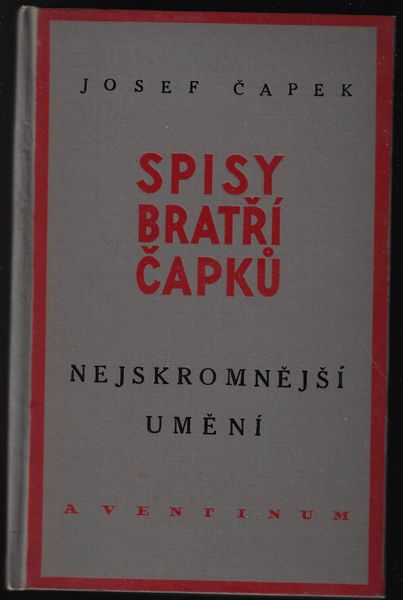 JOSEF ČAPEK
SPISY
BRATŘÍ
ČAPKŮ
NEJSKROMNĚJŠÍ
UMĚNÍ
AVENTINUM